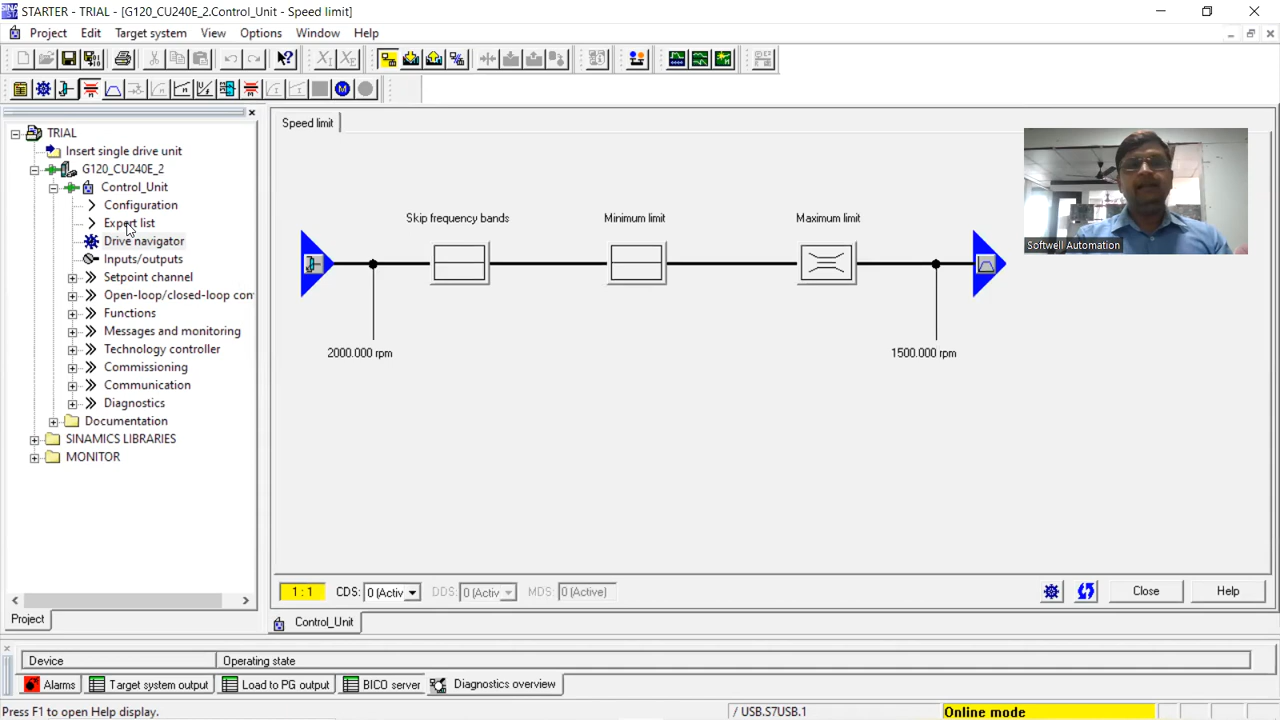 STARTER - TRIAL - [G120_CU240E_2.Control_Unit - Speed limit]
Project Edit Target system View Options Window Help
Speed limit
TRIAL
Insert single drive unit
G120_CU240E_2
Control_Unit
Configuration
Expert list
Drive navigator
Inputs/outputs
Setpoint channel
Open-loop/closed-loop con
Functions
Messages and monitoring
Technology controller
Commissioning
Communication
Diagnostics
Documentation
SINAMICS LIBRARIES
MONITOR
Project
Skip frequency bands Minimum limit Maximum limit
2000.000 rpm 1500.000 rpm
Softwell Automation
1 : 1 CDS: 0 (Activ DDS: 0 (Activ MDS: 0 (Active) Close Help
Control_Unit
Device Operating state
Alarms Target system output Load to PG output BICO server Diagnostics overview
Press F1 to open Help display. / USB.S7USB.1 Online mode